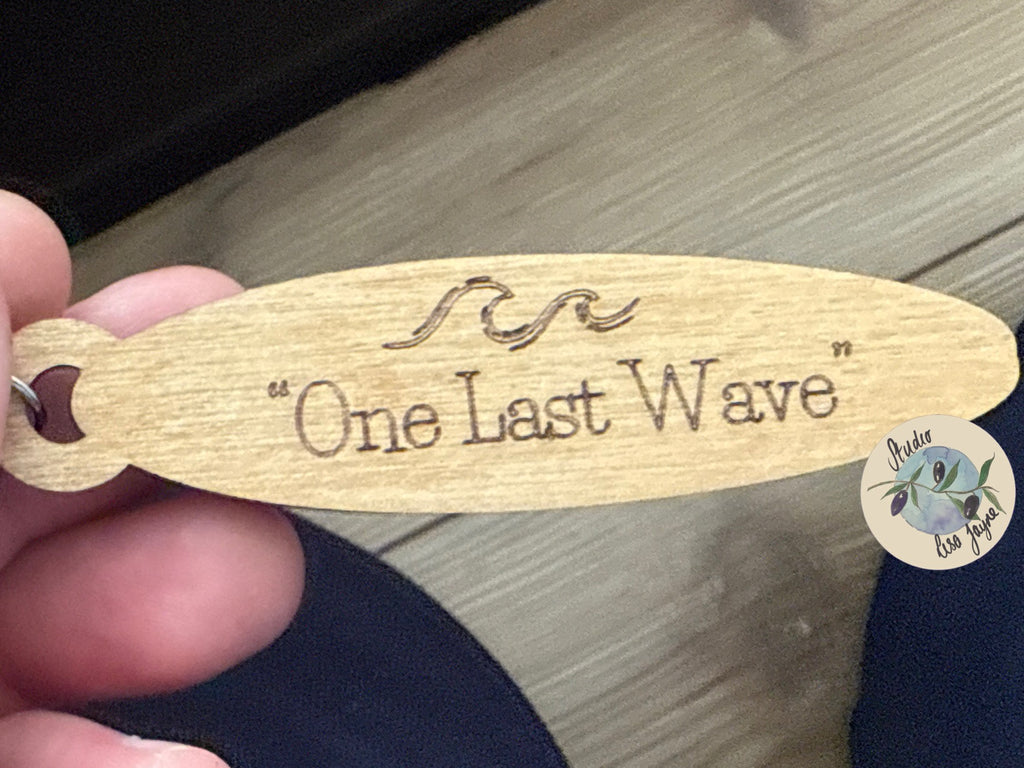 “One Last Wave”
Studio
Lisa Jayne